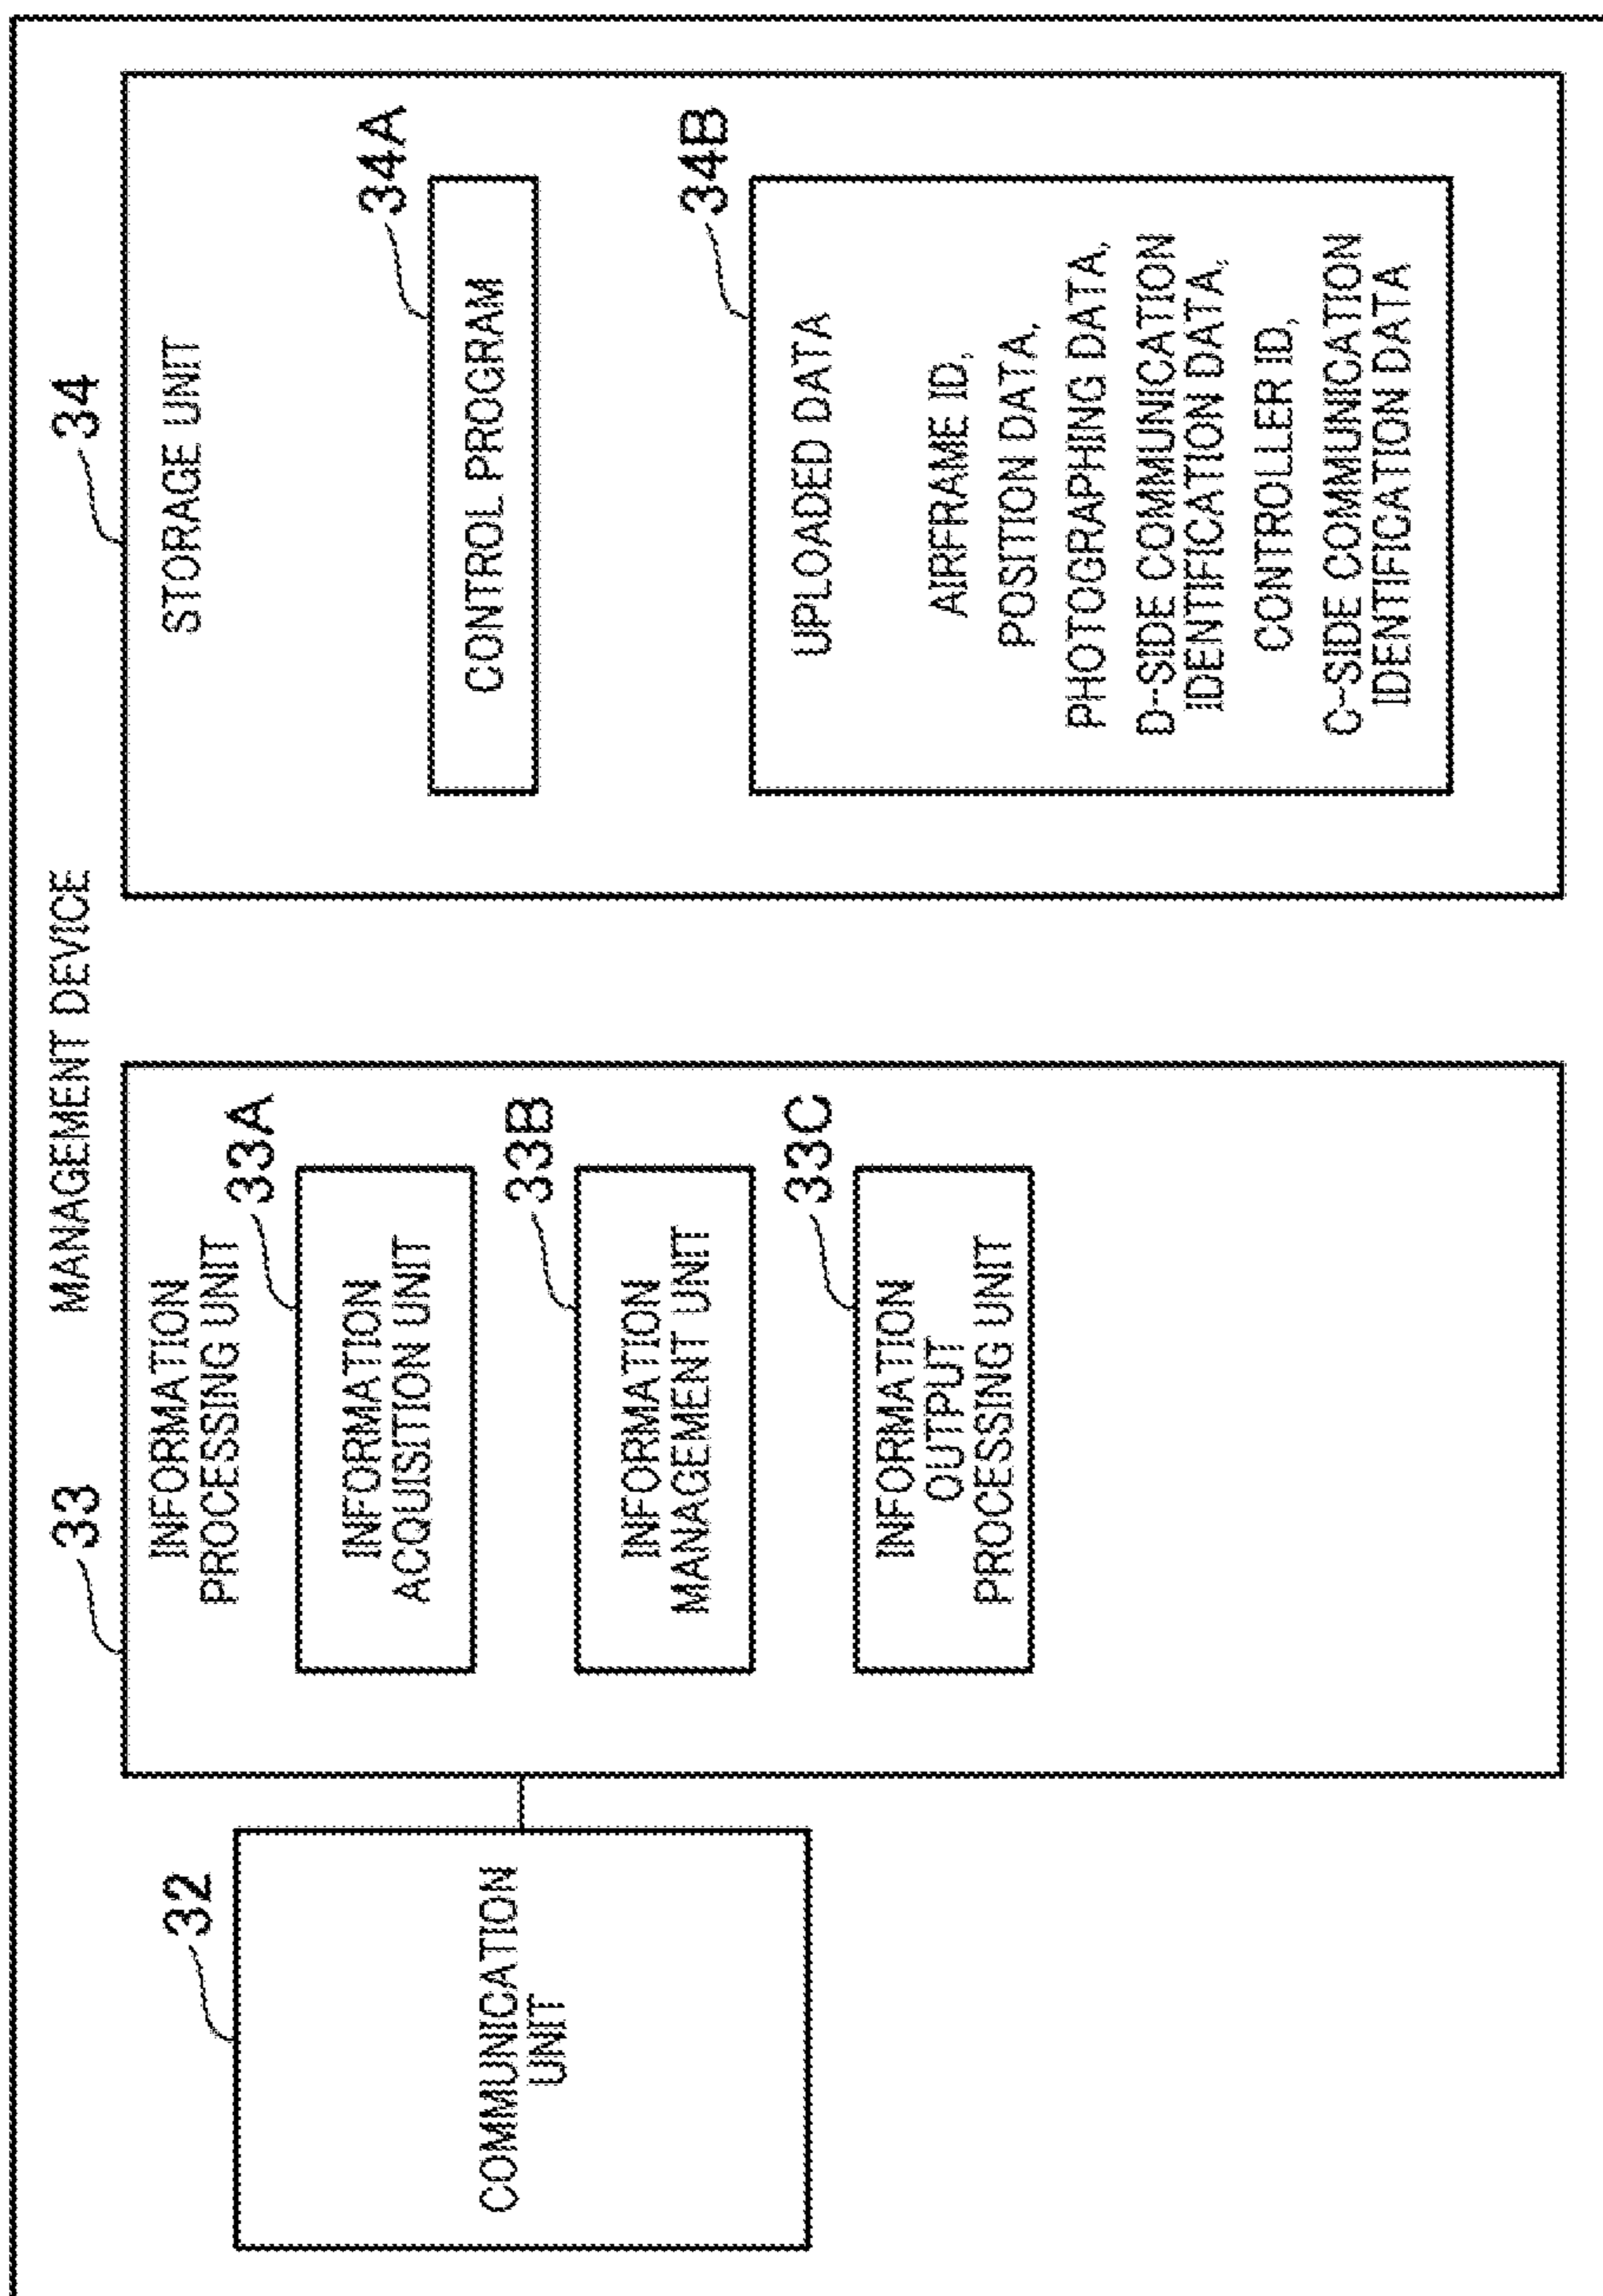 MANAGEMENT DEVICE
32
COMMUNICATION
UNIT
33
INFORMATION
PROCESSING UNIT
33A
INFORMATION
ACQUISITION UNIT
33B
INFORMATION
MANAGEMENT UNIT
33C
INFORMATION
OUTPUT
PROCESSING UNIT
34
STORAGE UNIT
34A
CONTROL PROGRAM
34B
UPLOADED DATA
AIRFRAME ID,
POSITION DATA,
PHOTOGRAPHING DATA,
D-SIDE COMMUNICATION
IDENTIFICATION DATA,
CONTROLLER ID,
C-SIDE COMMUNICATION
IDENTIFICATION DATA